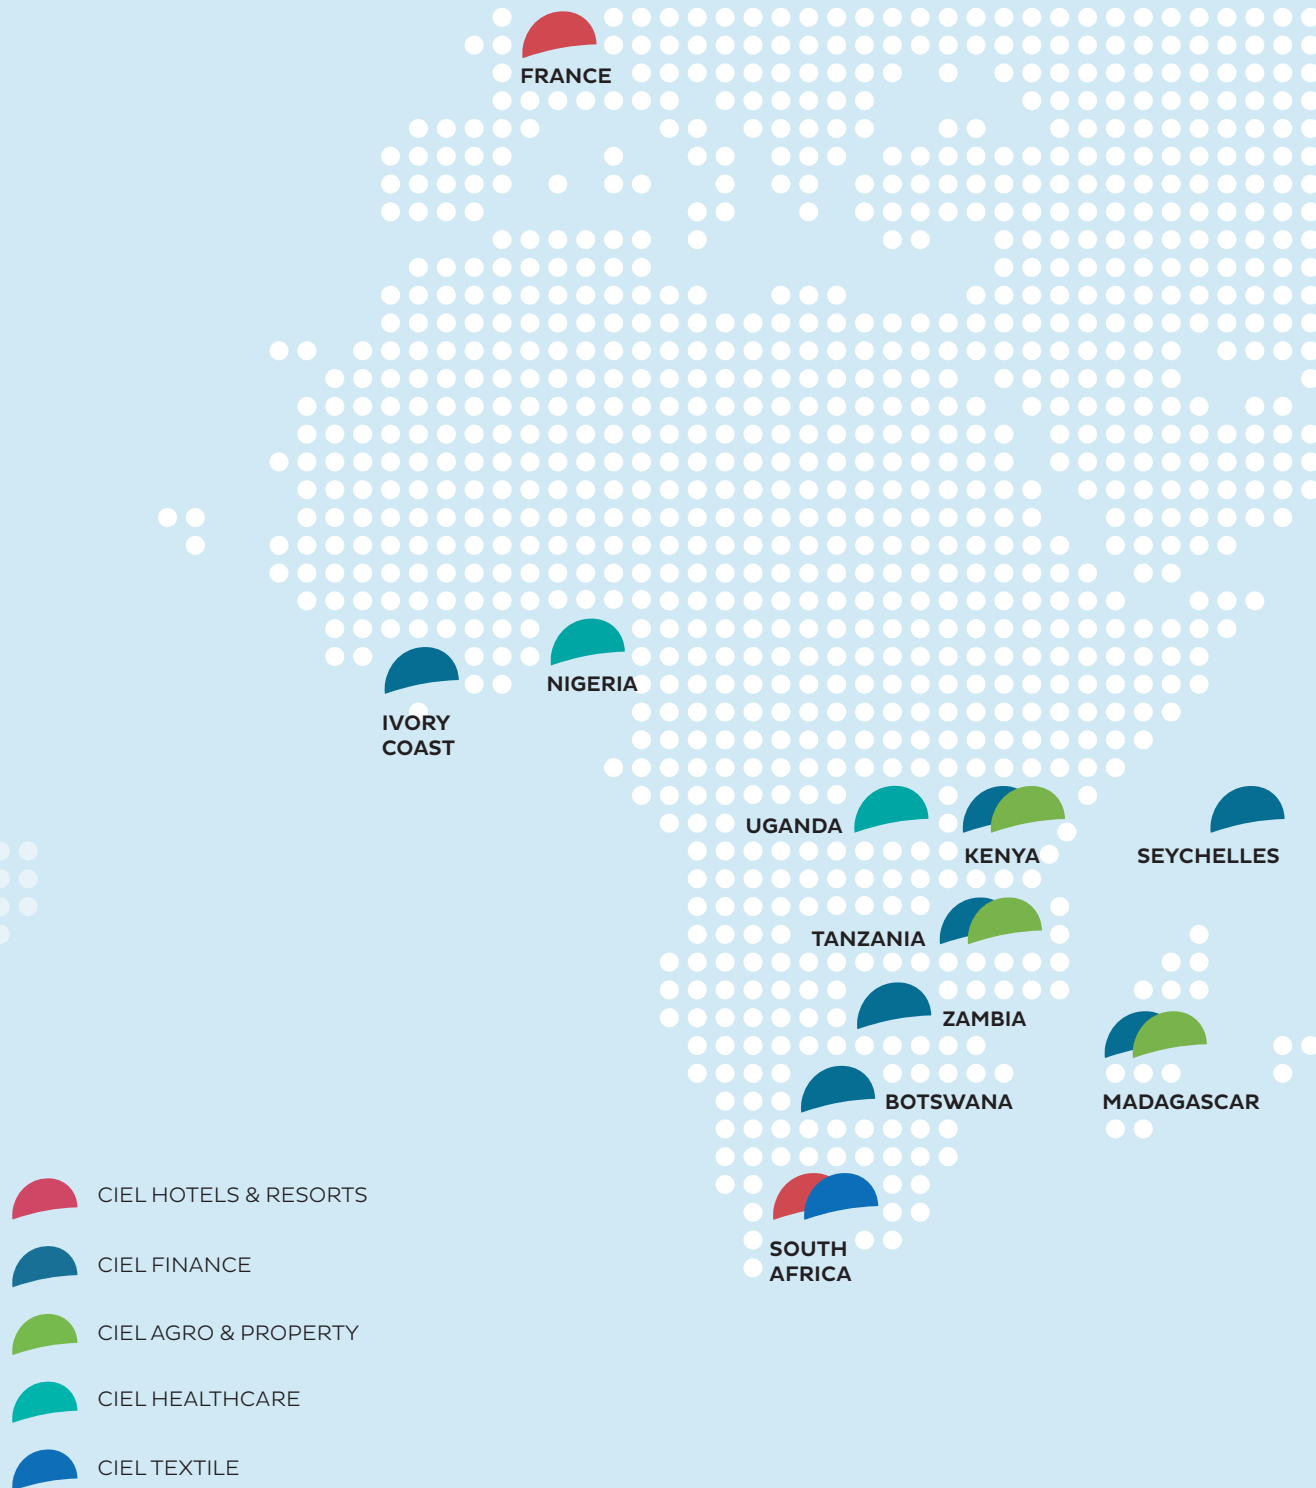 FRANCE
NIGERIA
IVORY
COAST
UGANDA
KENYA
SEYCHELLES
TANZANIA
ZAMBIA
BOTSWANA
MADAGASCAR
SOUTH
AFRICA
CIEL HOTELS & RESORTS
CIEL FINANCE
CIEL AGRO & PROPERTY
CIEL HEALTHCARE
CIEL TEXTILE